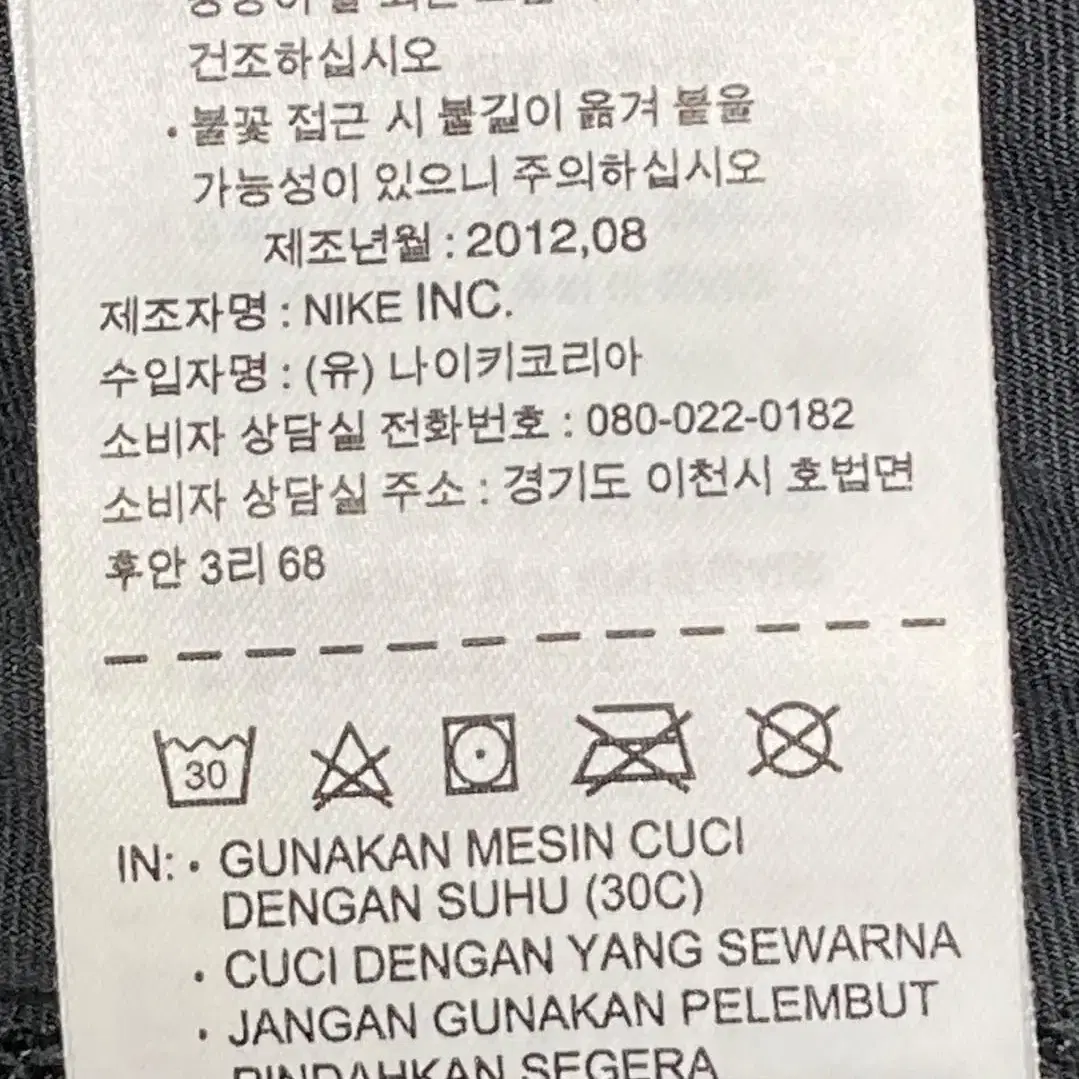 건조하십시오
• 불꽃 접근 시 불길이 옮겨 붙을
가능성이 있으니 주의하십시오
제조년월 : 2012,08
제조자명 : NIKE INC.
수입자명 : (유) 나이키코리아
소비자 상담실 전화번호 : 080-022-0182
소비자 상담실 주소 : 경기도 이천시 호법면
후안 3리 68
30
IN: • GUNAKAN MESIN CUCI
DENGAN SUHU (30C)
• CUCI DENGAN YANG SEWARNA
• JANGAN GUNAKAN PELEMBUT
PINDAHKAN SEGERA